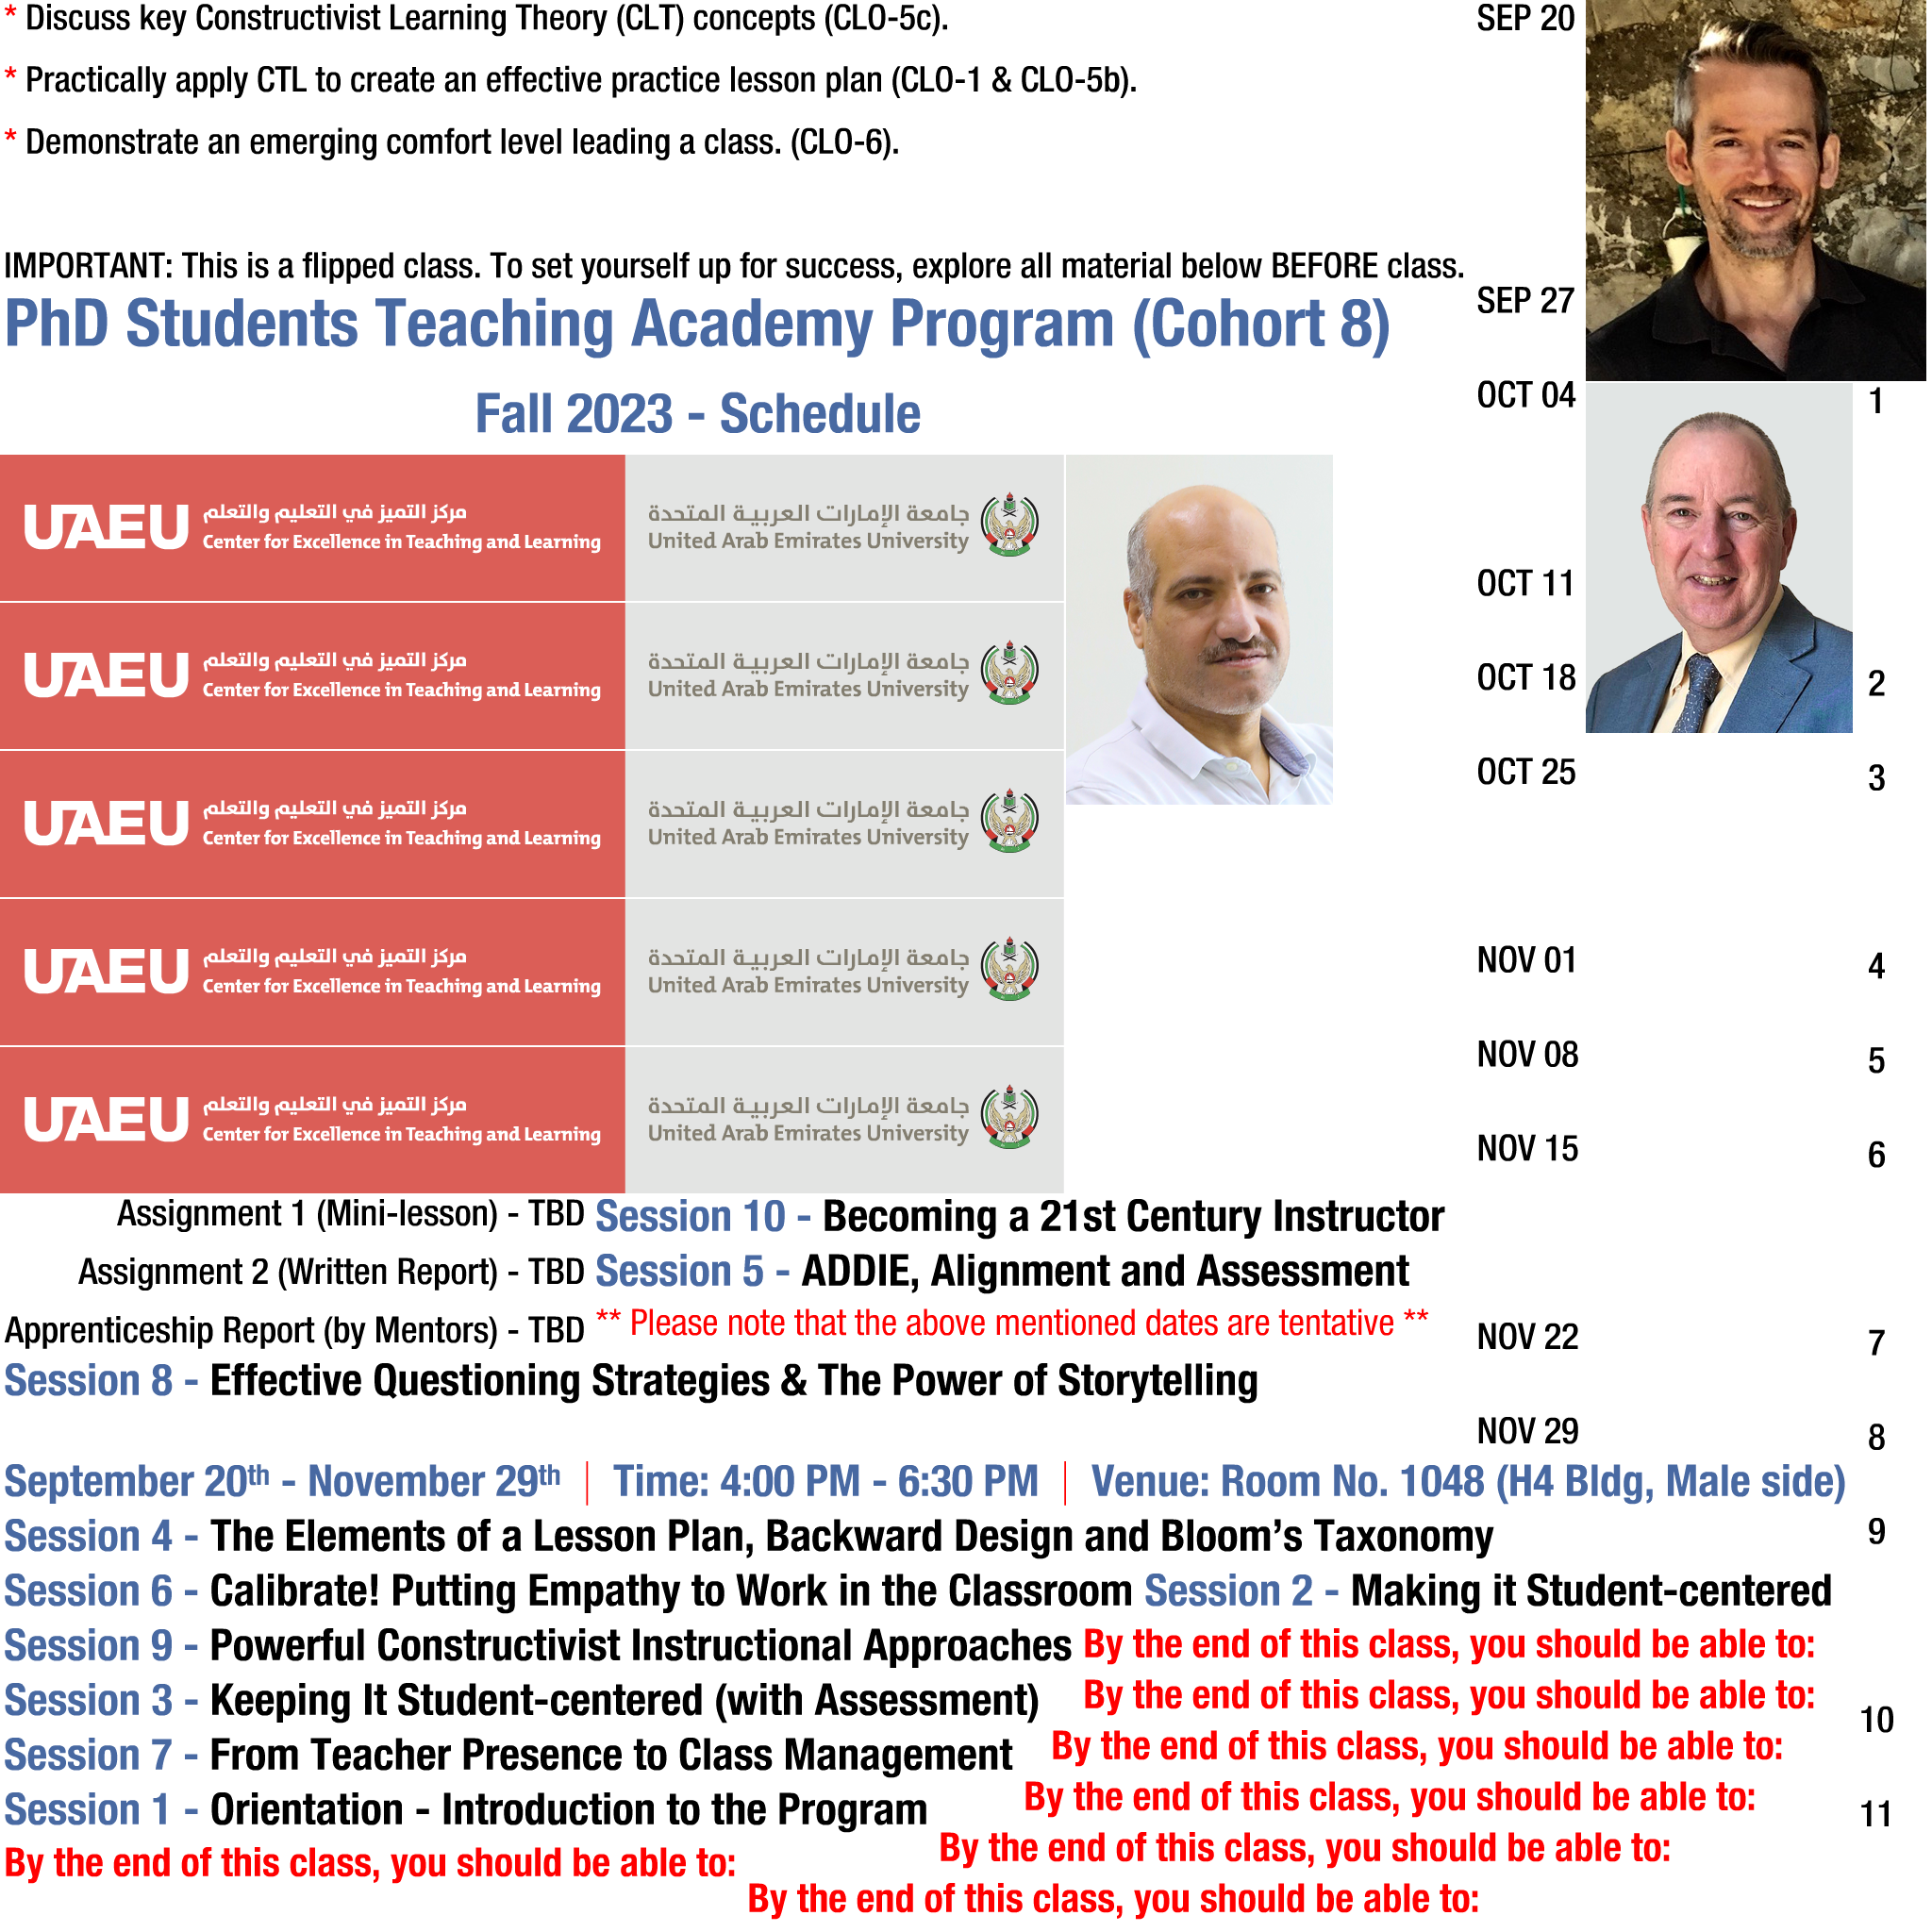 * Discuss key Constructivist Learning Theory (CLT) concepts (CLO-5c).
* Practically apply CTL to create an effective practice lesson plan (CLO-1 & CLO-5b).
* Demonstrate an emerging comfort level leading a class. (CLO-6).
IMPORTANT: This is a flipped class. To set yourself up for success, explore all material below BEFORE class.
PhD Students Teaching Academy Program (Cohort 8)
Fall 2023 - Schedule
SEP 20
SEP 27
OCT 04
OCT 11
OCT 18
OCT 25
NOV 01
NOV 08
NOV 15
NOV 22
NOV 29
1
2
3
4
5
6
7
8
9
10
11
UAEU
مركز التميز في التعليم والتعلم
Center for Excellence in Teaching and Learning
جامعة الإمارات العربية المتحدة
United Arab Emirates University
UAEU
مركز التميز في التعليم والتعلم
Center for Excellence in Teaching and Learning
جامعة الإمارات العربية المتحدة
United Arab Emirates University
UAEU
مركز التميز في التعليم والتعلم
Center for Excellence in Teaching and Learning
جامعة الإمارات العربية المتحدة
United Arab Emirates University
UAEU
مركز التميز في التعليم والتعلم
Center for Excellence in Teaching and Learning
جامعة الإمارات العربية المتحدة
United Arab Emirates University
UAEU
مركز التميز في التعليم والتعلم
Center for Excellence in Teaching and Learning
جامعة الإمارات العربية المتحدة
United Arab Emirates University
Assignment 1 (Mini-lesson) - TBD
Session 10 - Becoming a 21st Century Instructor
Assignment 2 (Written Report) - TBD
Session 5 - ADDIE, Alignment and Assessment
Apprenticeship Report (by Mentors) - TBD
** Please note that the above mentioned dates are tentative **
Session 8 - Effective Questioning Strategies & The Power of Storytelling
September 20th - November 29th | Time: 4:00 PM - 6:30 PM | Venue: Room No. 1048 (H4 Bldg, Male side)
Session 4 - The Elements of a Lesson Plan, Backward Design and Bloom’s Taxonomy
Session 6 - Calibrate! Putting Empathy to Work in the Classroom
Session 2 - Making it Student-centered
Session 9 - Powerful Constructivist Instructional Approaches
By the end of this class, you should be able to:
Session 3 - Keeping It Student-centered (with Assessment)
By the end of this class, you should be able to:
Session 7 - From Teacher Presence to Class Management
By the end of this class, you should be able to:
Session 1 - Orientation - Introduction to the Program
By the end of this class, you should be able to:
By the end of this class, you should be able to:
By the end of this class, you should be able to:
By the end of this class, you should be able to: